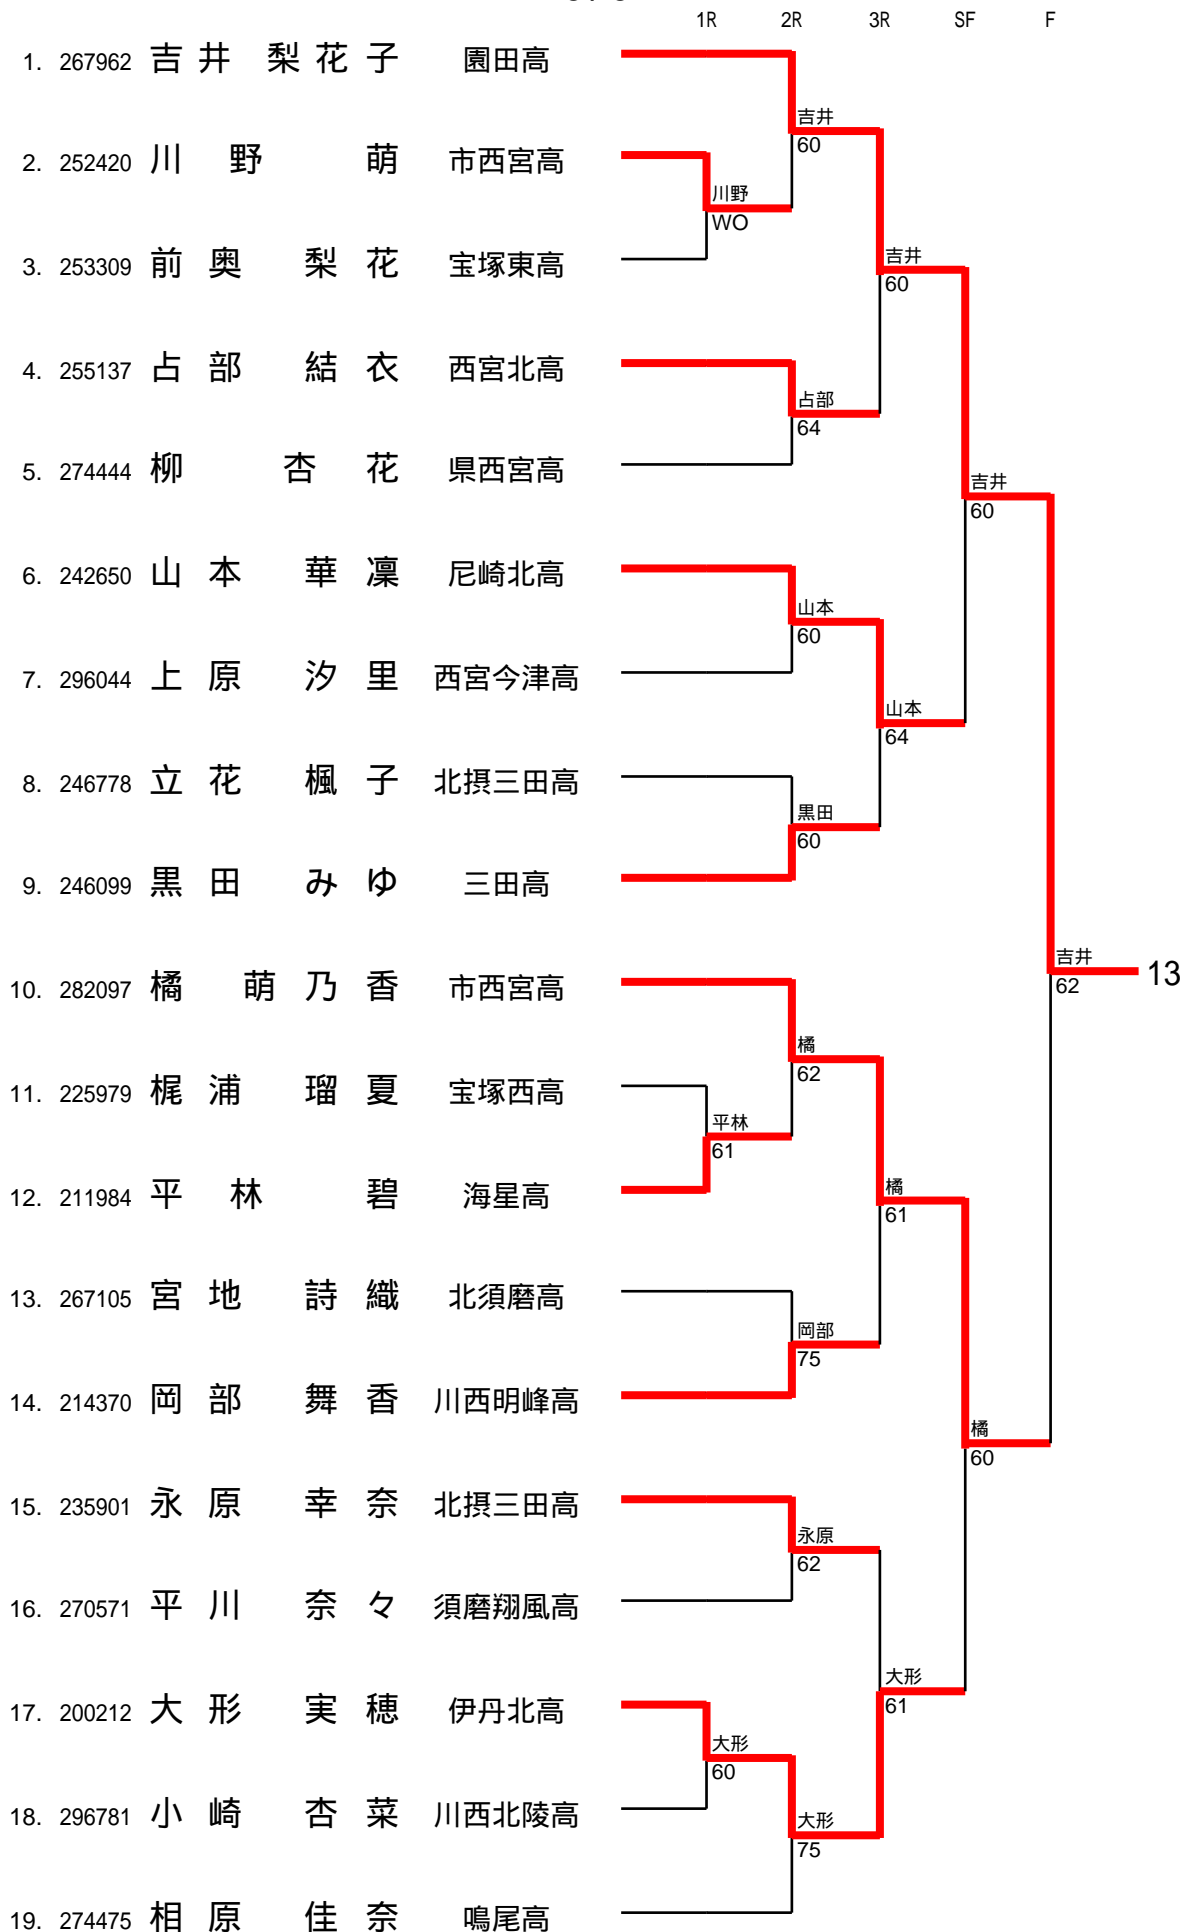 1R 2R 3R SF F
1. 267962 吉井 梨花子 園田高
吉井
60
2. 252420 川野 萌 市西宮高
川野
WO
3. 253309 前奥 梨花 宝塚東高
吉井
60
4. 255137 占部 結衣 西宮北高
占部
64
5. 274444 柳 杏花 県西宮高
吉井
60
6. 242650 山本 華凜 尼崎北高
山本
60
7. 296044 上原 汐里 西宮今津高
山本
64
8. 246778 立花 楓子 北摂三田高
黒田
60
9. 246099 黒田 みゆ 三田高
吉井
62
13
10. 282097 橘 萌乃香 市西宮高
橘
62
11. 225979 梶浦 瑠夏 宝塚西高
平林
61
12. 211984 平林 碧 海星高
橘
61
13. 267105 宮地 詩織 北須磨高
岡部
75
14. 214370 岡部 舞香 川西明峰高
橘
60
15. 235901 永原 幸奈 北摂三田高
永原
62
16. 270571 平川 奈々 須磨翔風高
大形
61
17. 200212 大形 実穂 伊丹北高
大形
60
18. 296781 小崎 杏菜 川西北陵高
大形
75
19. 274475 相原 佳奈 鳴尾高